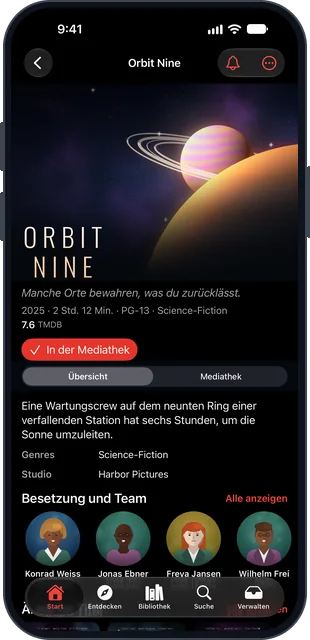 9:41
Orbit Nine
ORBIT
NINE
Manche Orte bewahren, was du zurücklässt.
2025 · 2 Std. 12 Min. · PG-13 · Science-Fiction
7.6 TMDB
In der Mediathek
Übersicht Mediathek
Eine Wartungscrew auf dem neunten Ring einer
verfallenden Station hat sechs Stunden, um die
Sonne umzuleiten.
Genres Science-Fiction
Studio Harbor Pictures
Besetzung und Team Alle anzeigen
Konrad Weiss Jonas Ebner Freya Jansen Wilhelm Frei
Start Entdecken Bibliothek Suche Verwalten